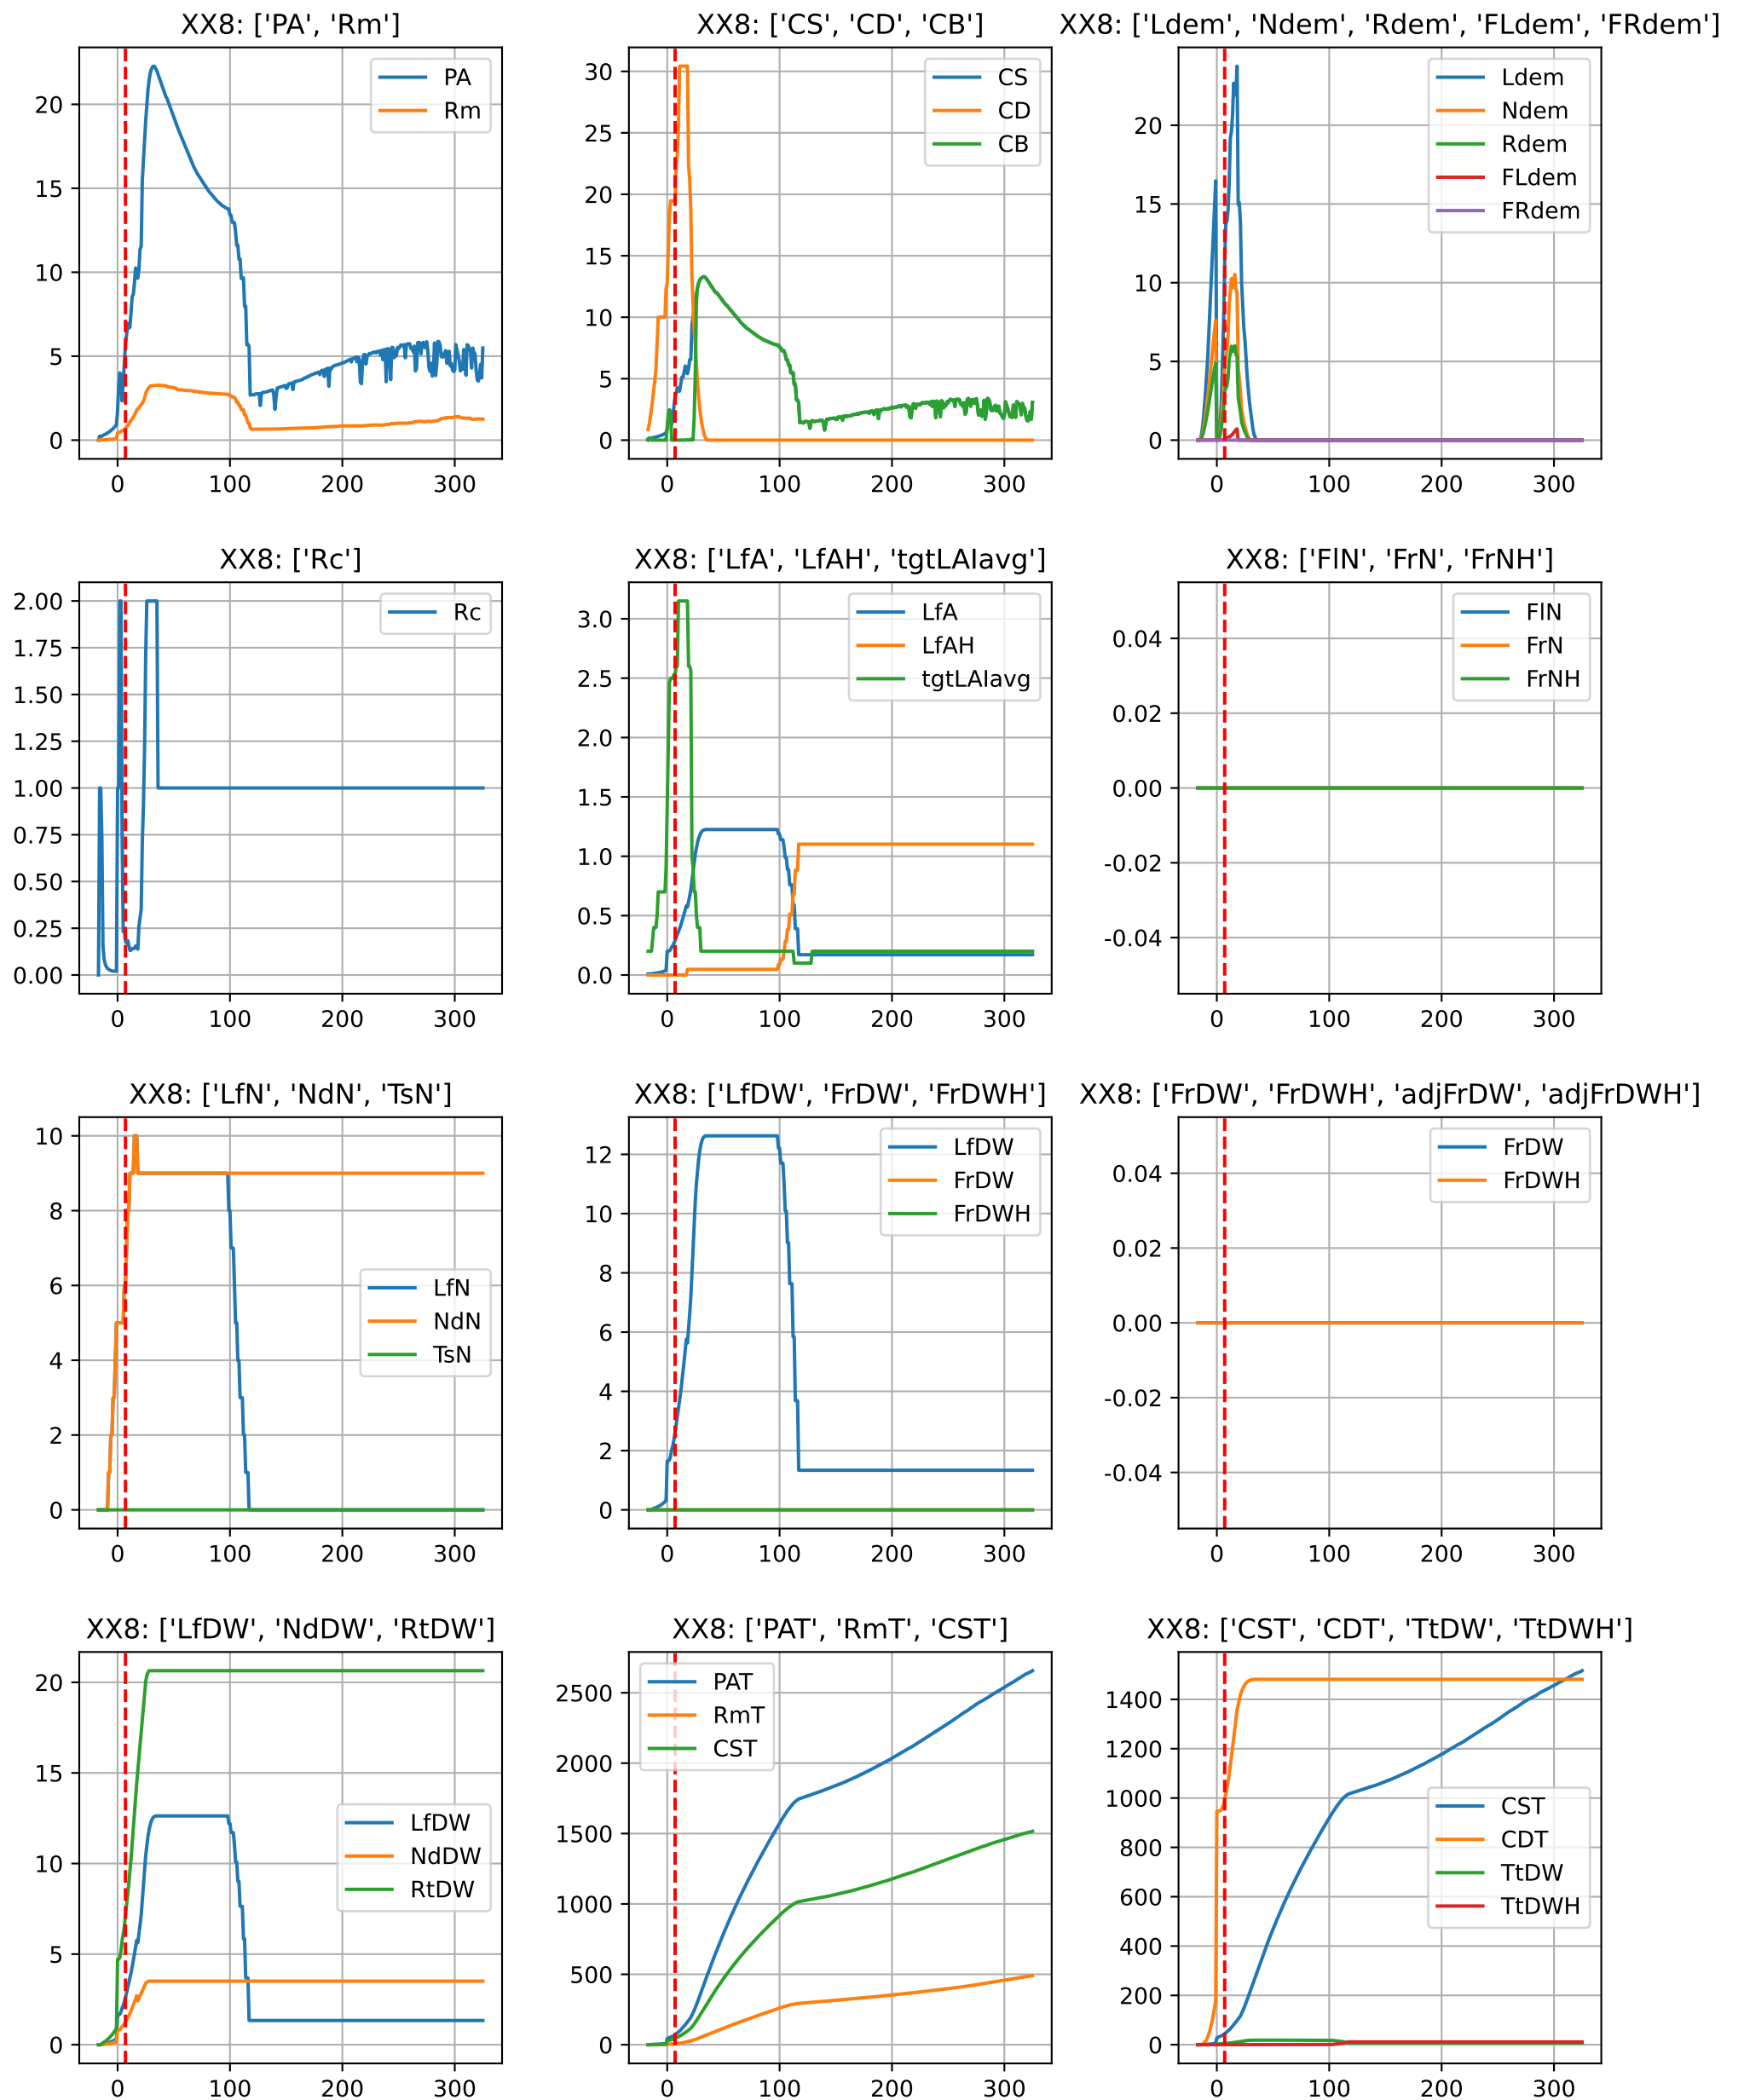 XX8: ['PA', 'Rm']
PA
Rm
20
15
10
5
0
0 100 200 300
XX8: ['CS', 'CD', 'CB']
CS
CD
CB
30
25
20
15
10
5
0
0 100 200 300
XX8: ['Ldem', 'Ndem', 'Rdem', 'FLdem', 'FRdem']
Ldem
Ndem
Rdem
FLdem
FRdem
20
15
10
5
0
0 100 200 300
XX8: ['Rc']
Rc
2.00
1.75
1.50
1.25
1.00
0.75
0.50
0.25
0.00
0 100 200 300
XX8: ['LfA', 'LfAH', 'tgtLAIavg']
LfA
LfAH
tgtLAIavg
3.0
2.5
2.0
1.5
1.0
0.5
0.0
0 100 200 300
XX8: ['FlN', 'FrN', 'FrNH']
FlN
FrN
FrNH
0.04
0.02
0.00
-0.02
-0.04
0 100 200 300
XX8: ['LfN', 'NdN', 'TsN']
LfN
NdN
TsN
10
8
6
4
2
0
0 100 200 300
XX8: ['LfDW', 'FrDW', 'FrDWH']
LfDW
FrDW
FrDWH
12
10
8
6
4
2
0
0 100 200 300
XX8: ['FrDW', 'FrDWH', 'adjFrDW', 'adjFrDWH']
FrDW
FrDWH
0.04
0.02
0.00
-0.02
-0.04
0 100 200 300
XX8: ['LfDW', 'NdDW', 'RtDW']
LfDW
NdDW
RtDW
20
15
10
5
0
0 100 200 300
XX8: ['PAT', 'RmT', 'CST']
PAT
RmT
CST
2500
2000
1500
1000
500
0
0 100 200 300
XX8: ['CST', 'CDT', 'TtDW', 'TtDWH']
CST
CDT
TtDW
TtDWH
1400
1200
1000
800
600
400
200
0
0 100 200 300